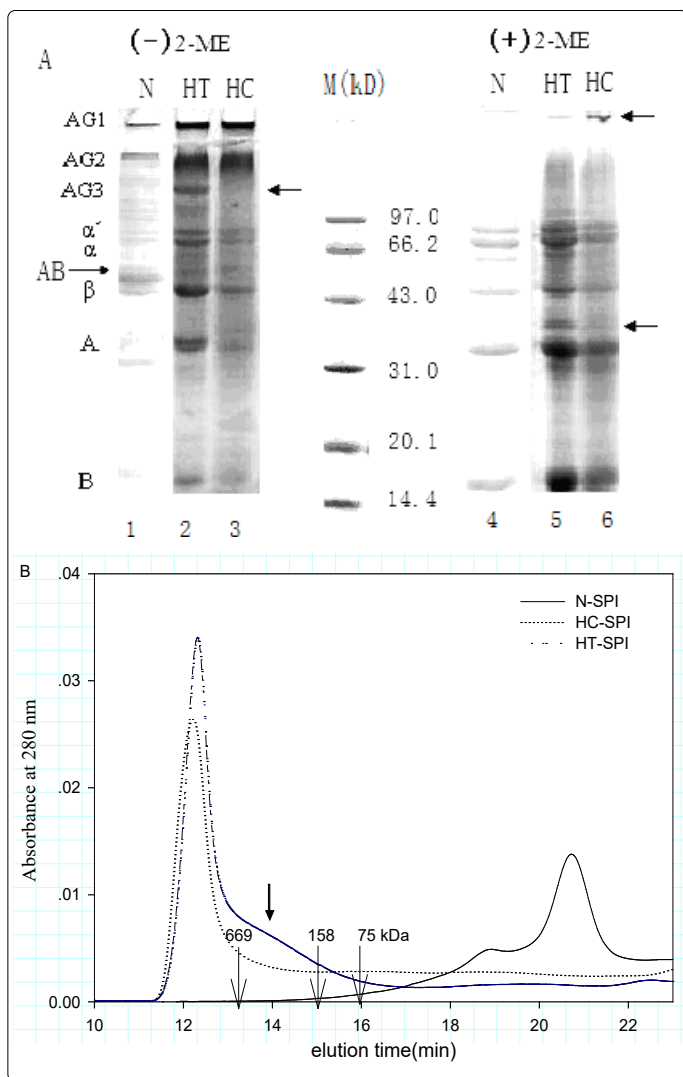 (-) 2-ME (+) 2-ME
A
N HT HC M(kD) N HT HC
AG1
AG2
AG3
α´
α
AB
β
A
B
97.0
66.2
43.0
31.0
20.1
14.4
1 2 3 4 5 6
B
.04
.03
.02
.01
0.00
Absorbance at 280 nm
N-SPI
HC-SPI
HT-SPI
669 158 75 kDa
10 12 14 16 18 20 22
elution time(min)